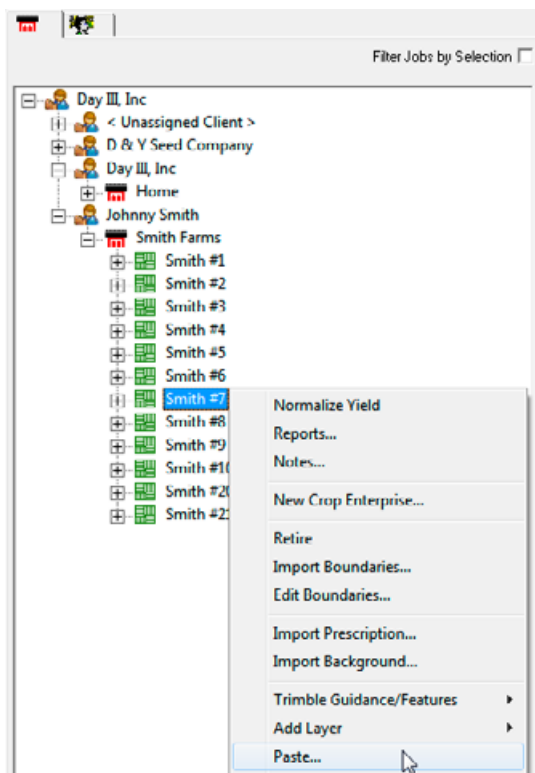 Filter Jobs by Selection
Day III, Inc
< Unassigned Client >
D & Y Seed Company
Day III, Inc
Home
Johnny Smith
Smith Farms
Smith #1
Smith #2
Smith #3
Smith #4
Smith #5
Smith #6
Smith #7
Smith #8
Smith #9
Smith #10
Smith #20
Smith #21
Normalize Yield
Reports...
Notes...
New Crop Enterprise...
Retire
Import Boundaries...
Edit Boundaries...
Import Prescription...
Import Background...
Trimble Guidance/Features
Add Layer
Paste...